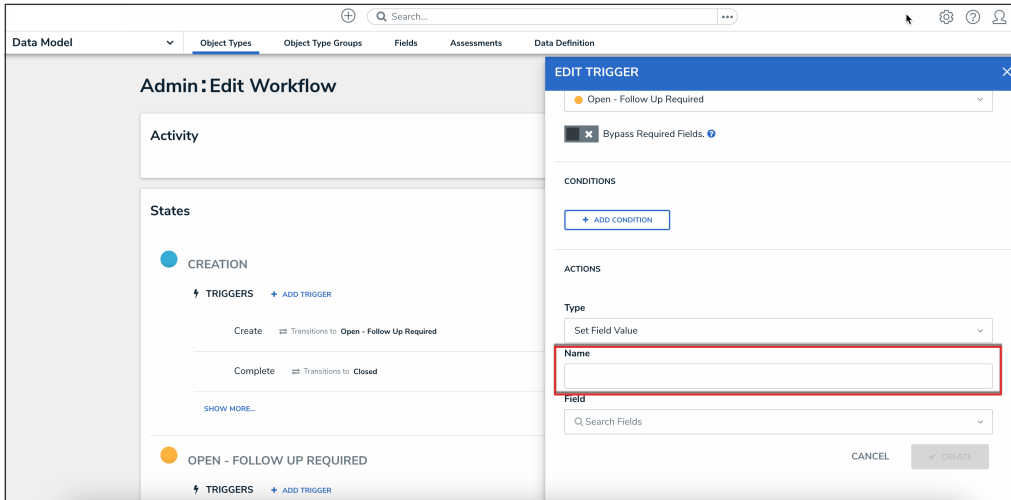 Search...
Data Model
Object Types
Object Type Groups
Fields
Assessments
Data Definition
Admin:Edit Workflow
Activity
States
CREATION
TRIGGERS
+ ADD TRIGGER
Create
Transitions to Open - Follow Up Required
Complete
Transitions to Closed
SHOW MORE...
OPEN - FOLLOW UP REQUIRED
TRIGGERS
+ ADD TRIGGER
EDIT TRIGGER
Open - Follow Up Required
Bypass Required Fields.
CONDITIONS
+ ADD CONDITION
ACTIONS
Type
Set Field Value
Name
Field
Search Fields
CANCEL
CREATE